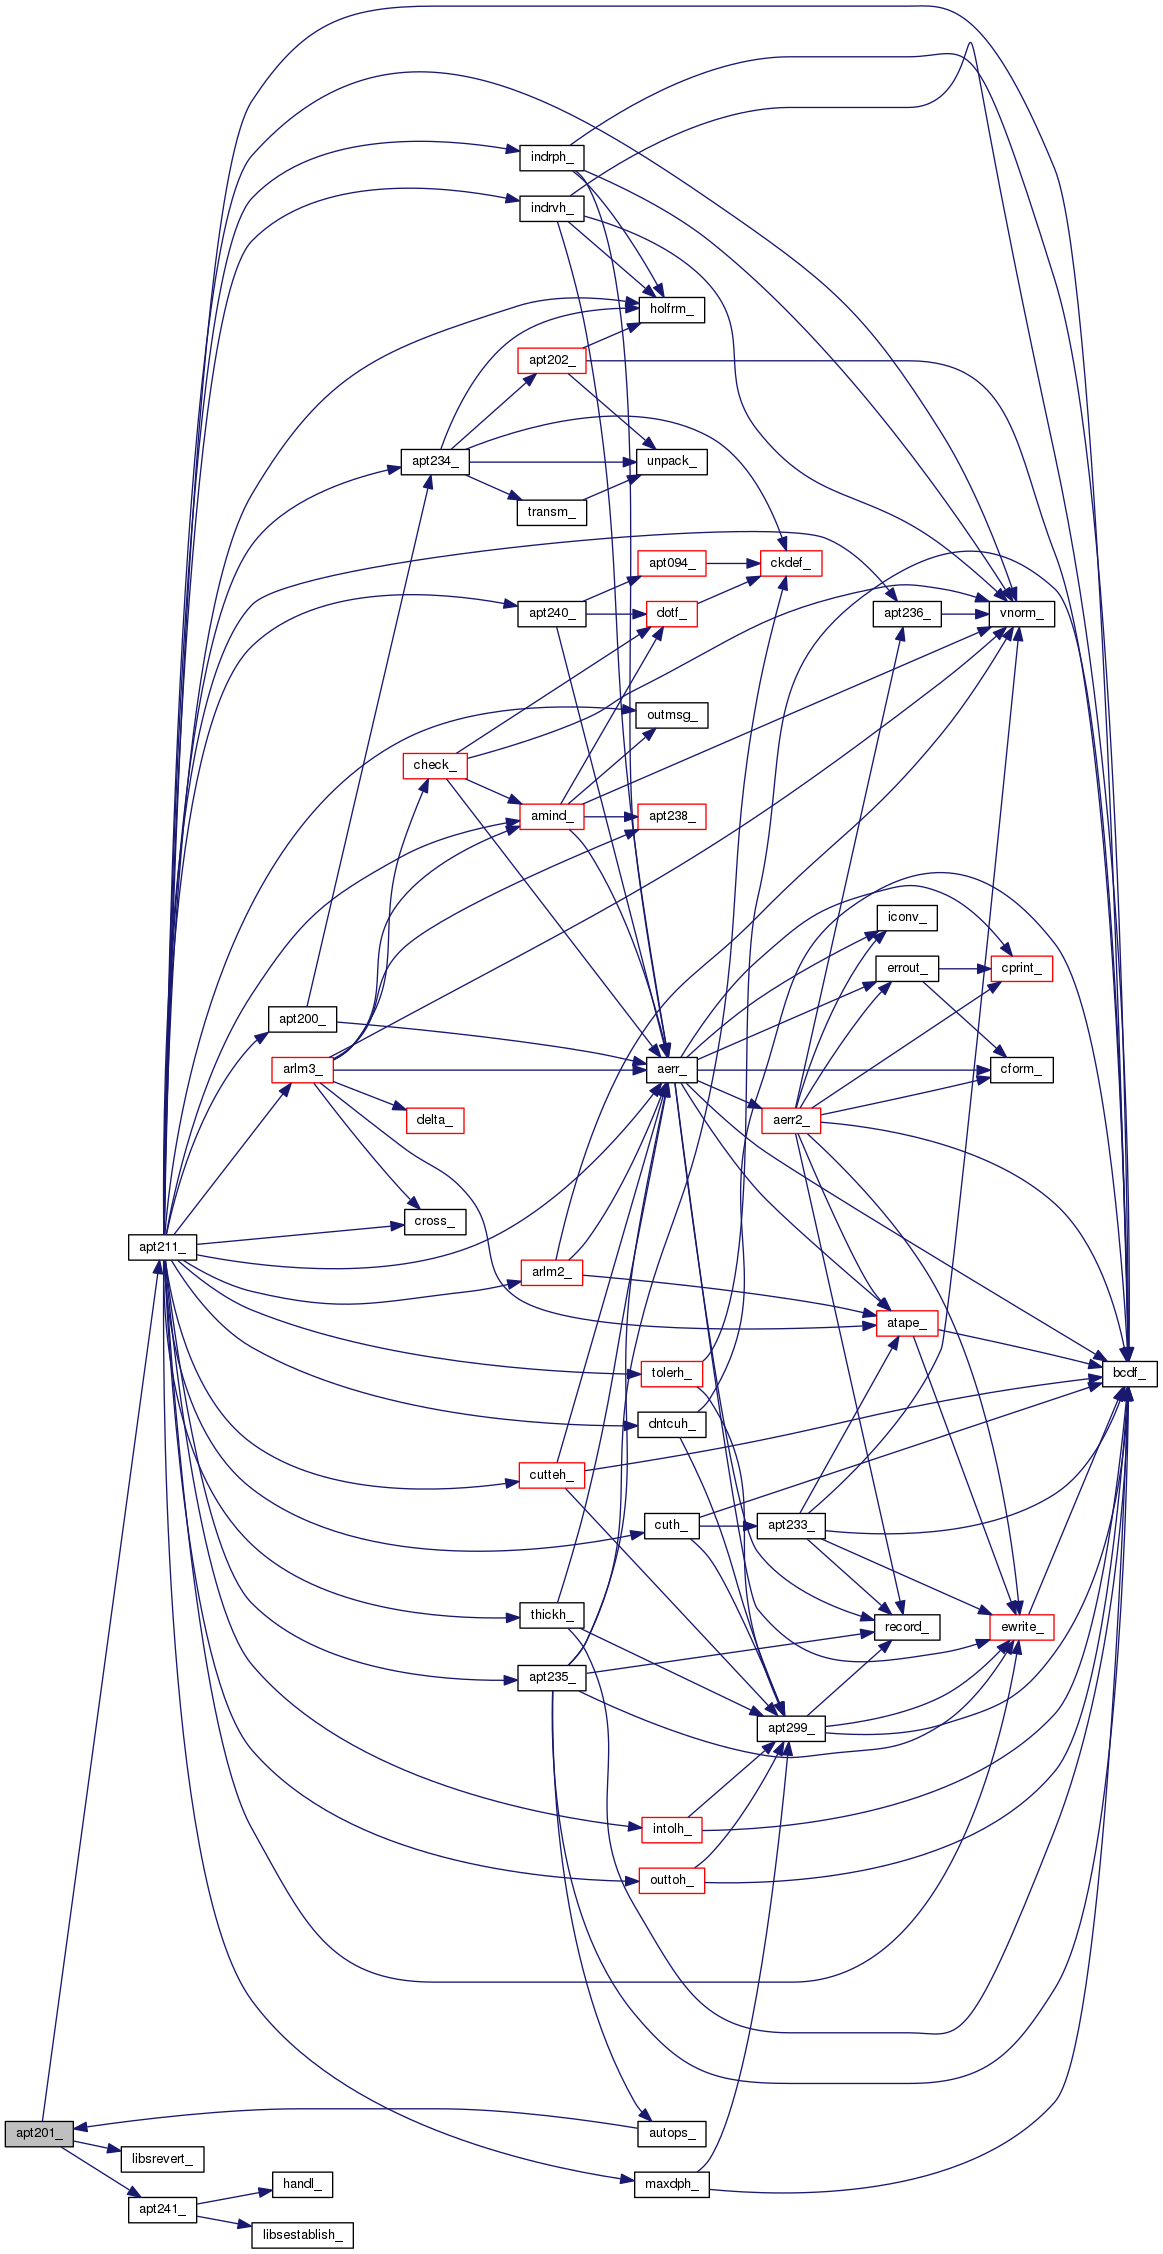 indrph_
indrvh_
holfrm_
apt202_
apt234_
unpack_
transm_
apt094_
ckdef_
apt240_
dotf_
apt236_
vnorm_
outmsg_
check_
amind_
apt238_
iconv_
errout_
cprint_
apt200_
arlm3_
aerr_
cform_
delta_
aerr2_
cross_
apt211_
arlm2_
atape_
tolerh_
bcdf_
dntcuh_
cutteh_
cuth_
apt233_
thickh_
record_
ewrite_
apt235_
apt299_
intolh_
outtoh_
apt201_
autops_
libsrevert_
handl_
maxdph_
apt241_
libsestablish_